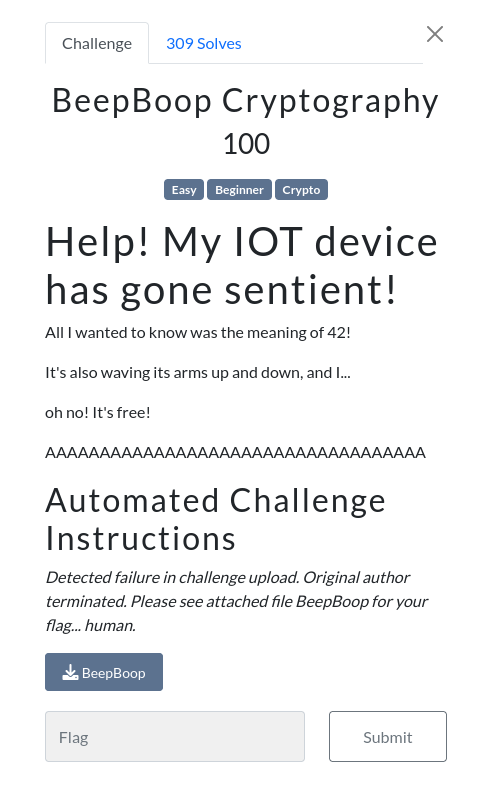 Challenge
309 Solves
BeepBoop Cryptography
100
Easy Beginner Crypto
Help! My IOT device
has gone sentient!
All I wanted to know was the meaning of 42!
It's also waving its arms up and down, and I...
oh no! It's free!
AAAAAAAAAAAAAAAAAAAAAAAAAAAAAAAAAAA
Automated Challenge
Instructions
Detected failure in challenge upload. Original author
terminated. Please see attached file BeepBoop for your
flag... human.
BeepBoop
Flag
Submit